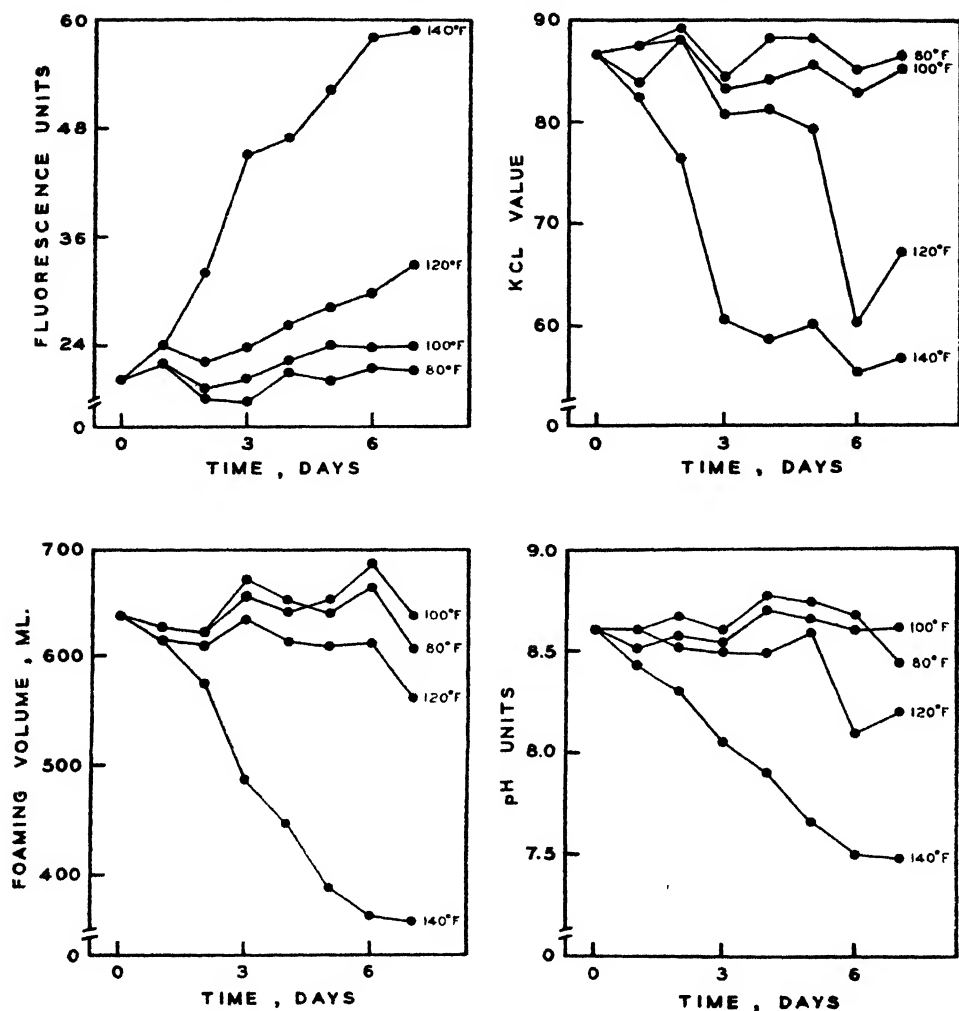 FLUORESCENCE UNITS
60
48
36
24
0
140°F
120°F
100°F
80°F
0 3 6
TIME , DAYS
KCL VALUE
90
80
70
60
0
80°F
100°F
120°F
140°F
0 3 6
TIME , DAYS
FOAMING VOLUME , ML.
700
600
500
400
0
100°F
80°F
120°F
140°F
0 3 6
TIME , DAYS
pH UNITS
9.0
8.5
8.0
7.5
0
100°F
80°F
120°F
140°F
0 3 6
TIME , DAYS